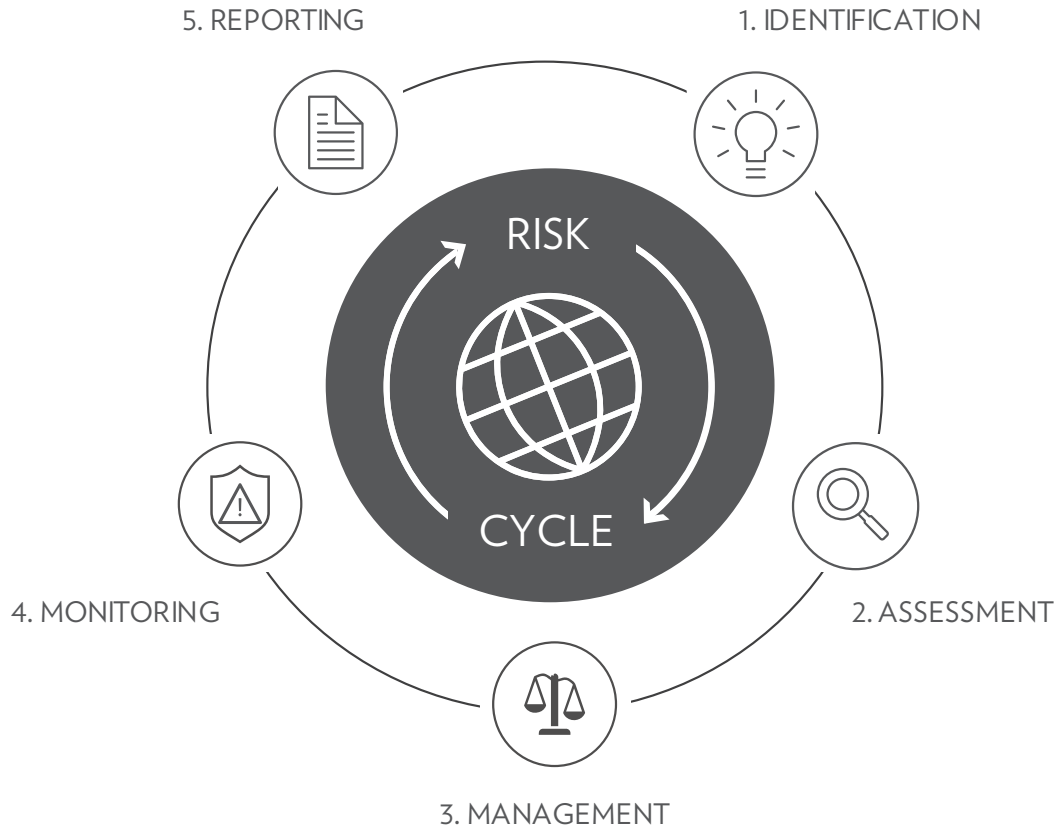 5. REPORTING
1. IDENTIFICATION
RISK
CYCLE
4. MONITORING
2. ASSESSMENT
3. MANAGEMENT